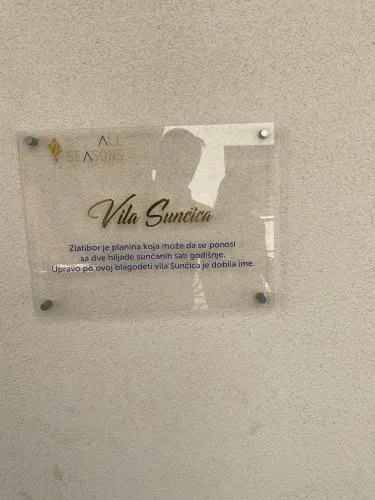 ALL
SEASONS
Vila Sunčica
Zlatibor je planina koja može da se ponosi
sa dve hiljade sunčanih sati godišnje.
Upravo po ovoj blagodeti vila Sunčica je dobila ime.